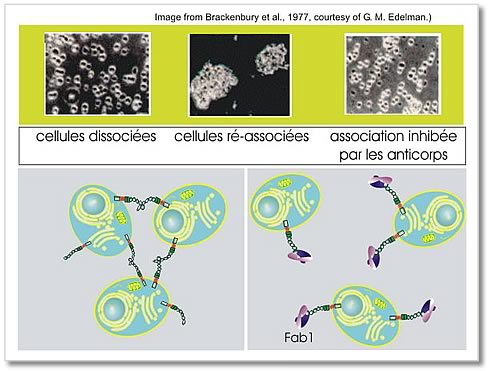 Image from Brackenbury et al., 1977, courtesy of G. M. Edelman.)
cellules dissociées
cellules ré-associées
association inhibée
par les anticorps
Fab1